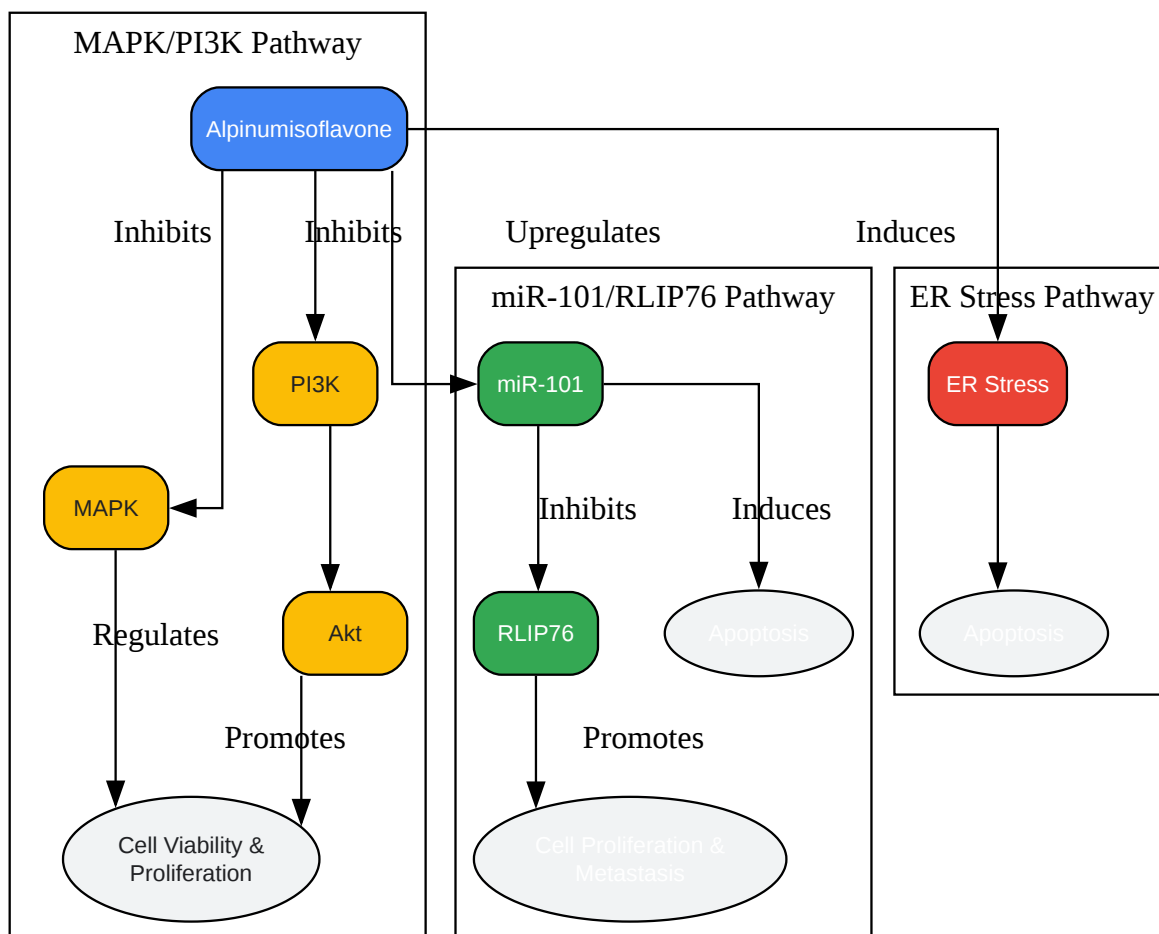 MAPK/PI3K Pathway
Alpinumisoflavone
Inhibits
Inhibits
Upregulates
Induces
miR-101/RLIP76 Pathway
ER Stress Pathway
PI3K
miR-101
ER Stress
MAPK
Inhibits
Induces
Regulates
Akt
RLIP76
Apoptosis
Apoptosis
Promotes
Promotes
Cell Viability &
Proliferation
Cell Proliferation &
Metastasis